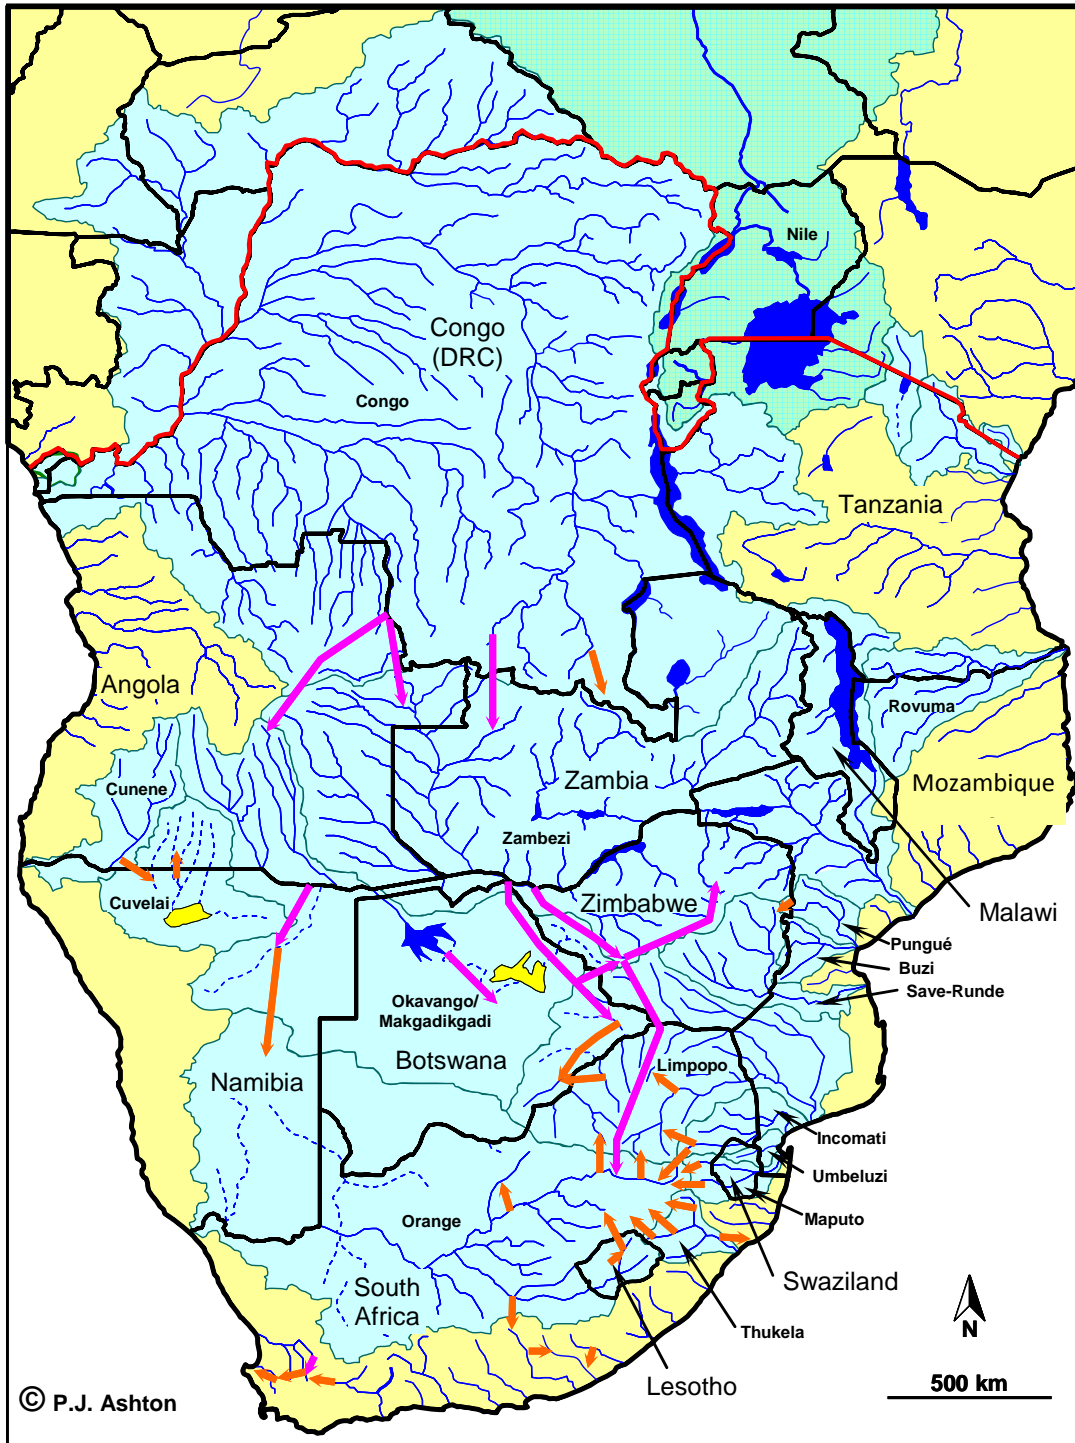 Nile
Congo
(DRC)
Congo
Tanzania
Angola
Rovuma
Cunene
Zambia
Mozambique
Zambezi
Cuvelai
Zimbabwe
Malawi
Pungué
Buzi
Save-Runde
Okavango/
Makgadikgadi
Botswana
Limpopo
Namibia
Incomati
Umbeluzi
Maputo
Orange
Swaziland
South
Africa
Thukela
N
Lesotho
500 km
© P.J. Ashton